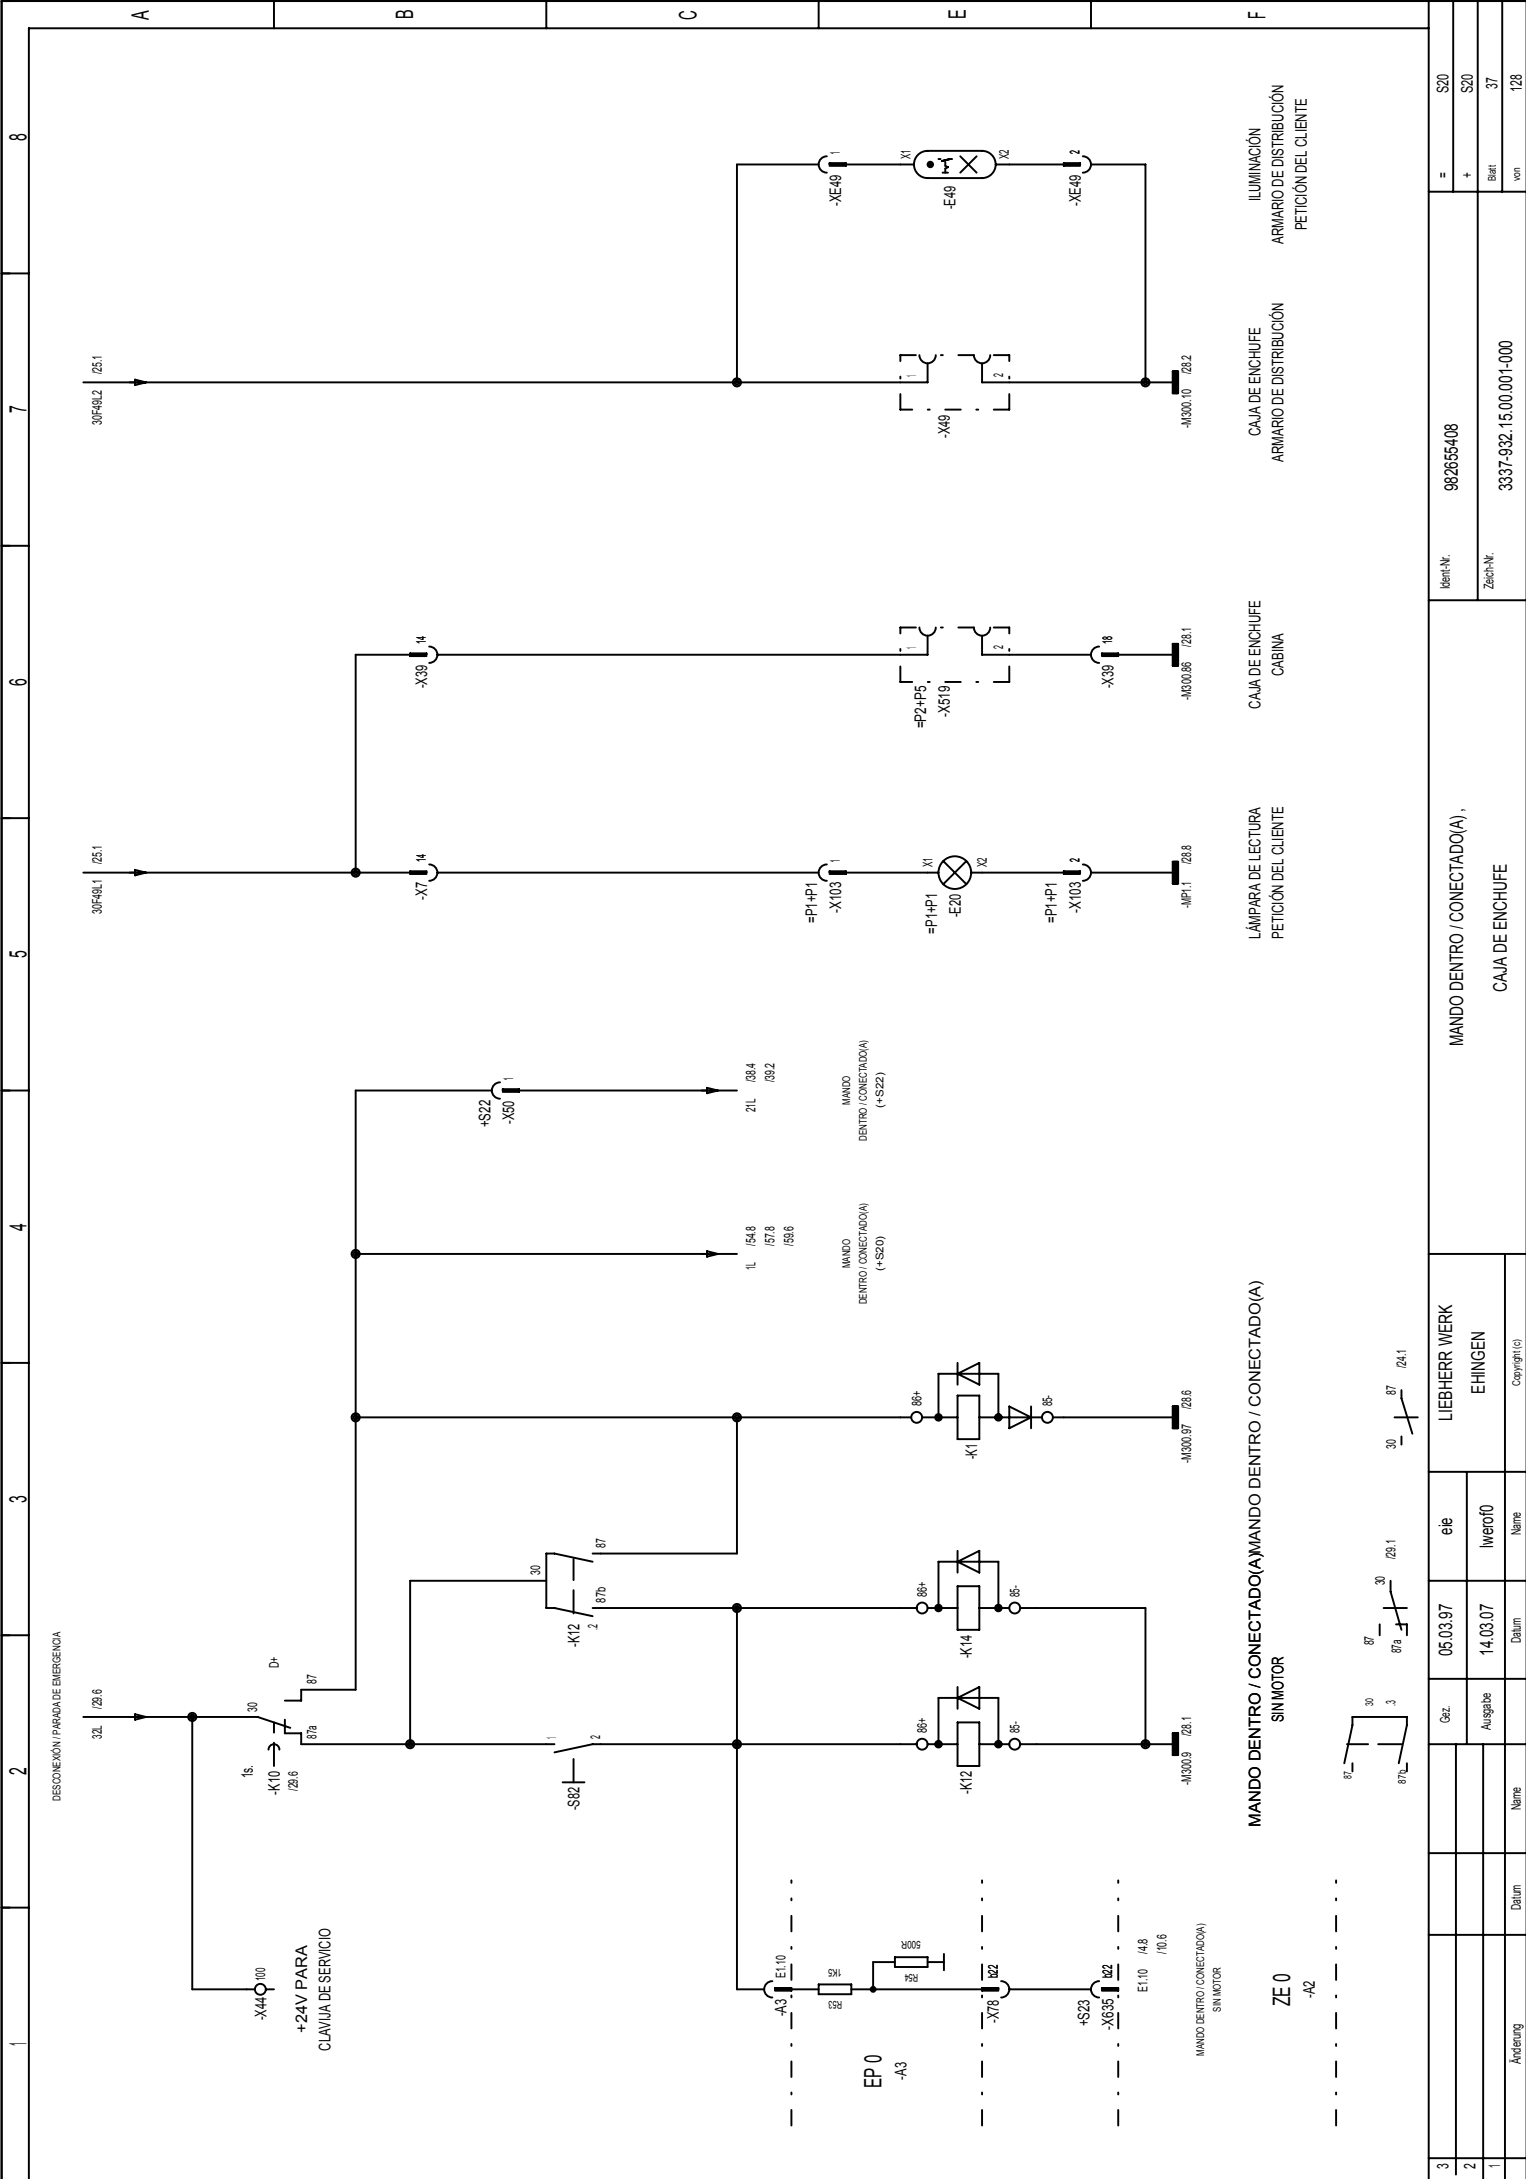 1 2 3 4 5 6 7 8
A
B
C
E
F
DESCONEXIÓN / PARADA DE EMERGENCIA
32L /29.6
-X44 100
+24V PARA
CLAVIJA DE SERVICIO
1s.
-K10
/29.6
D+
30
87a
87
-S82
1
2
-K12
.2
30
87b
87
+S22
-X50
1
1L /54.8
/57.8
/59.6
MANDO
DENTRO / CONECTADO(A)
(+S20)
21L /38.4
/39.2
MANDO
DENTRO / CONECTADO(A)
(+S22)
-A3 E1.10
R53 1K5
R54 500R
EP 0
-A3
-X78 b22
+S23
-X635 b22
E1.10 /4.8
/10.6
MANDO DENTRO / CONECTADO(A)
SIN MOTOR
ZE 0
-A2
-K12 86+ 85-
-K14 86+ 85-
-K1 86+ 85-
-M300.9 /28.1
-M300.97 /28.6
MANDO DENTRO / CONECTADO(A)MANDO DENTRO / CONECTADO(A)
SIN MOTOR
87
87b
30
.3
87
87a
30 /29.1
30
87 /24.1
30F49L1 /25.1
-X7 14
-X39 14
=P1+P1
-X103 1
=P1+P1
-E20
X1
X2
=P1+P1
-X103 2
-MP1.1 /28.8
LÁMPARA DE LECTURA
PETICIÓN DEL CLIENTE
=P2+P5
-X519
1
2
-X39 18
-M300.86 /28.1
CAJA DE ENCHUFE
CABINA
30F49L2 /25.1
-X49
1
2
-M300.10 /28.2
CAJA DE ENCHUFE
ARMARIO DE DISTRIBUCIÓN
-XE49 1
-E49
X1
X2
-XE49 2
ILUMINACIÓN
ARMARIO DE DISTRIBUCIÓN
PETICIÓN DEL CLIENTE
3
2
1
Änderung
Datum
Name
Gez. 05.03.97 eie
Ausgabe 14.03.07 lwerof0
Datum
Name
LIEBHERR WERK
EHINGEN
Copyright (c)
MANDO DENTRO / CONECTADO(A) ,
CAJA DE ENCHUFE
Ident-Nr. 982655408
Zeich-Nr. 3337-932.15.00.001-000
= S20
+ S20
Blatt 37
von 128